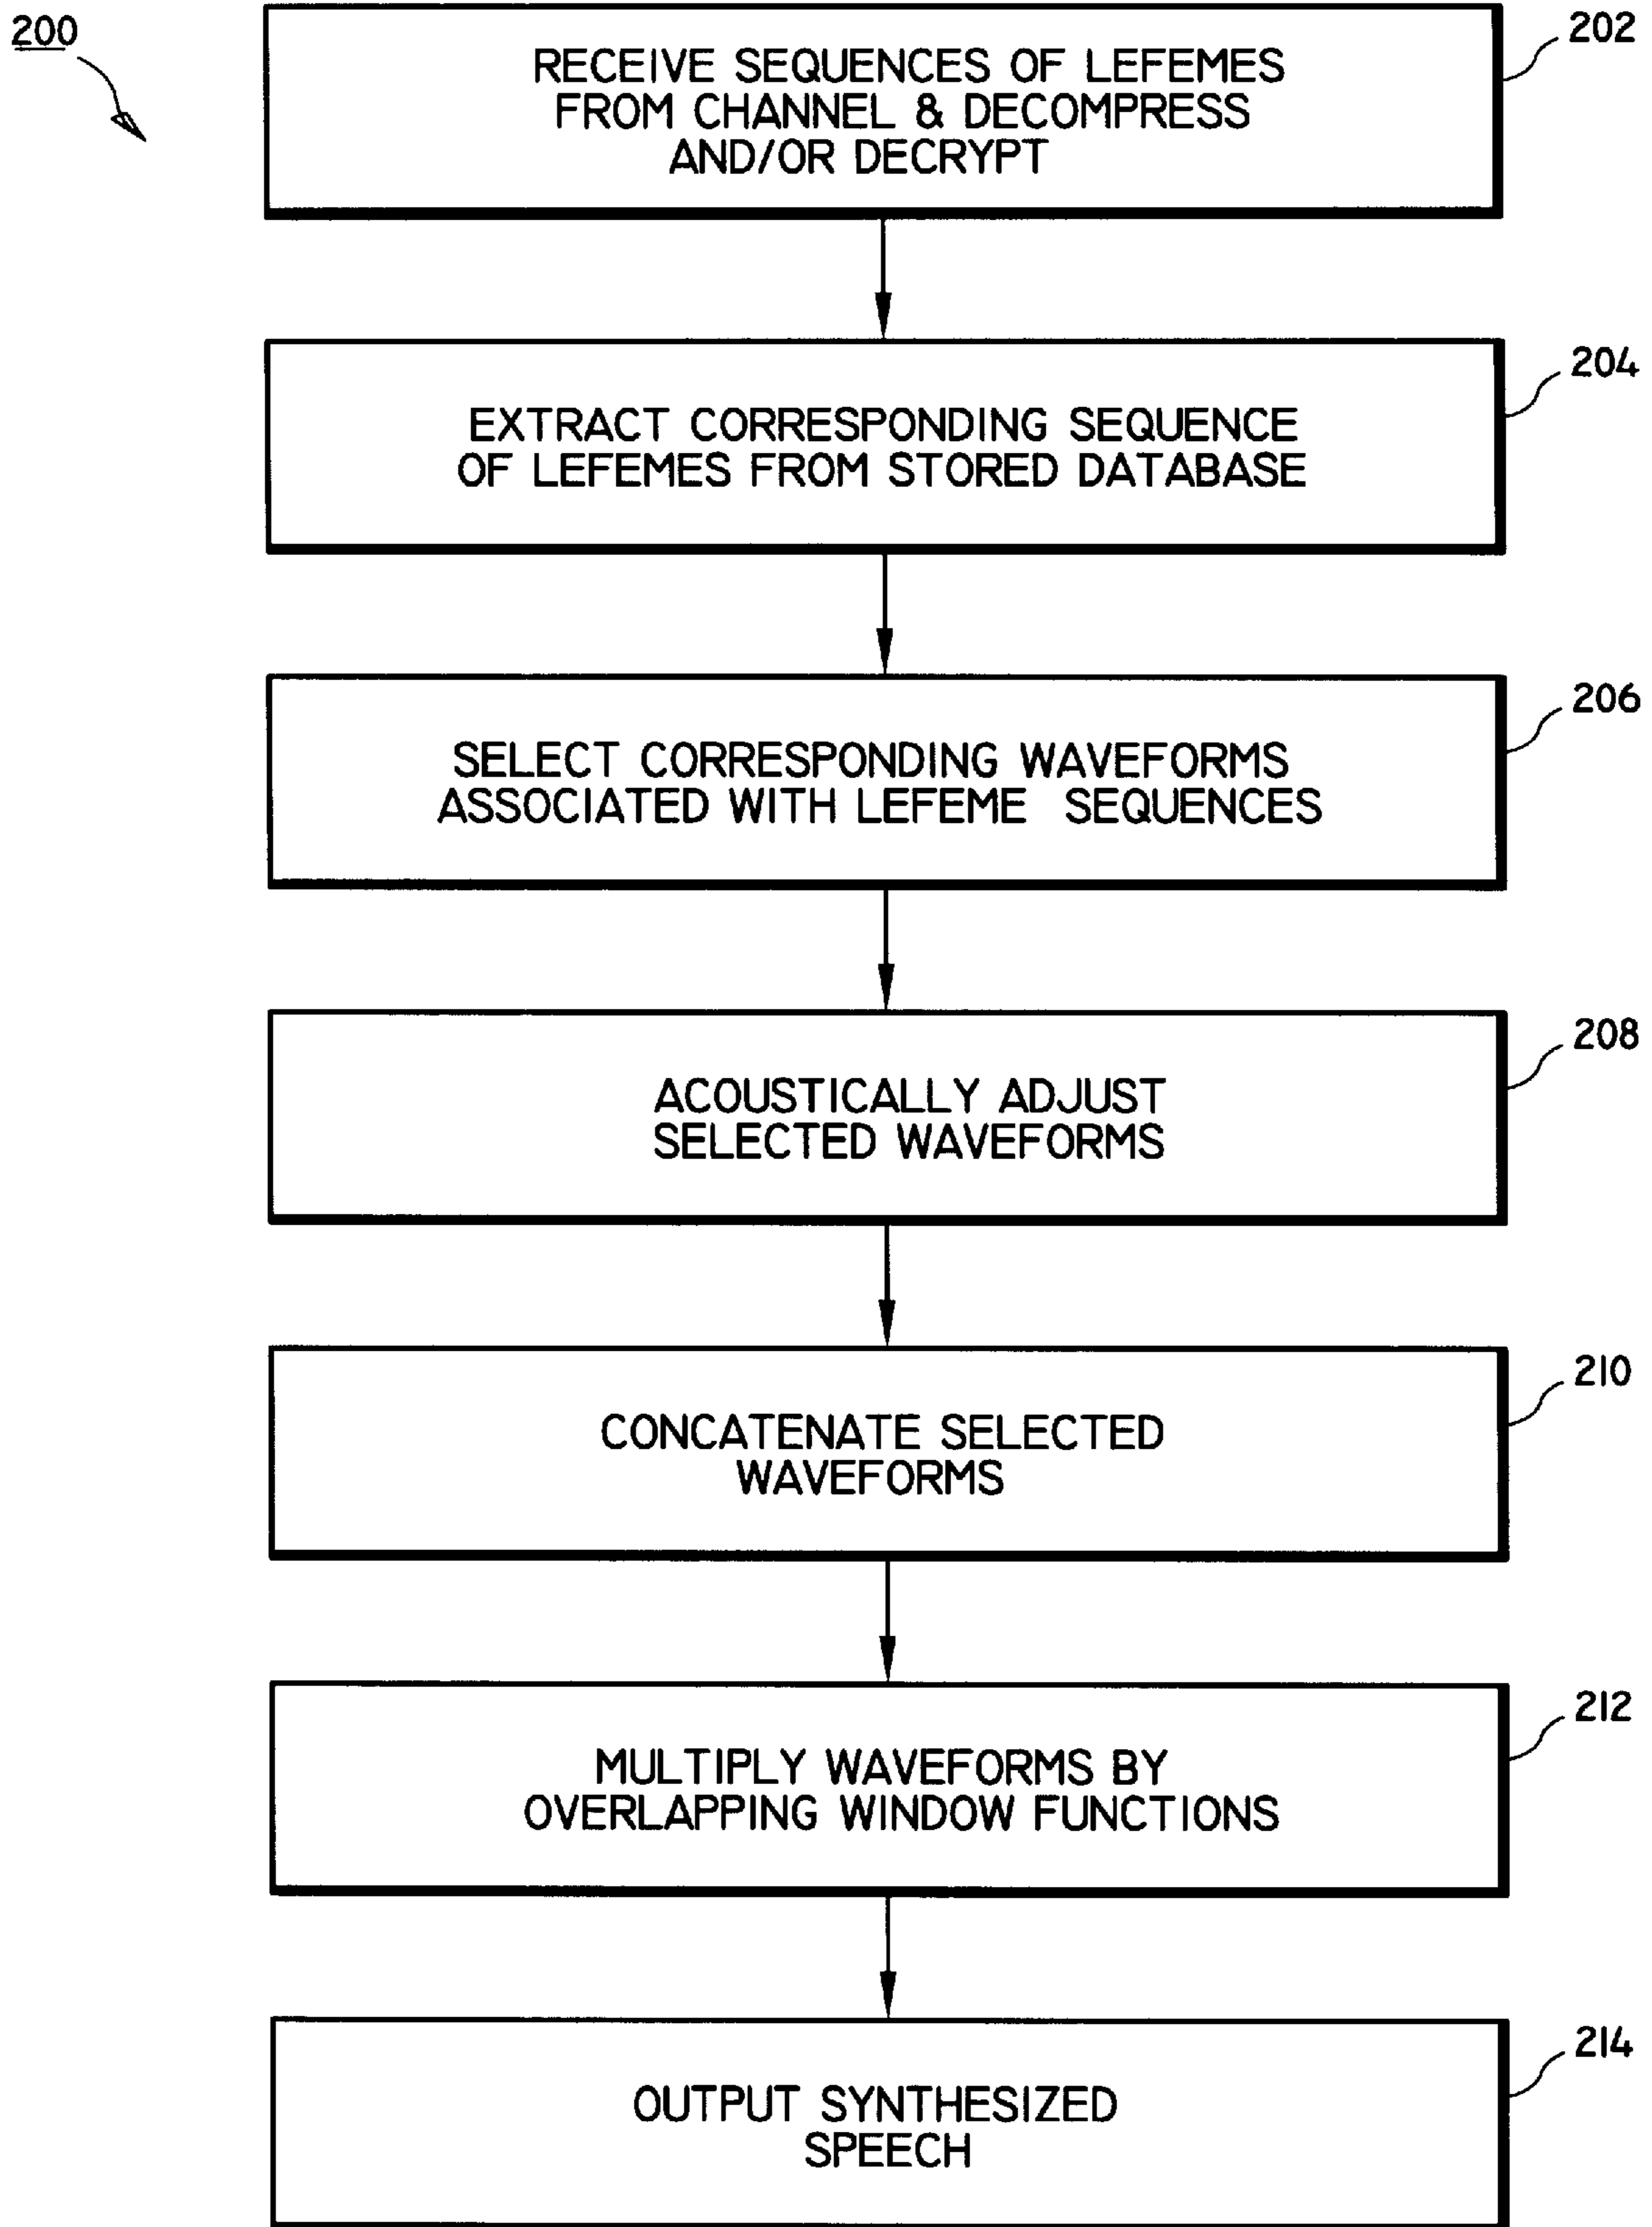 200
202
RECEIVE SEQUENCES OF LEFEMES
FROM CHANNEL & DECOMPRESS
AND/OR DECRYPT
204
EXTRACT CORRESPONDING SEQUENCE
OF LEFEMES FROM STORED DATABASE
206
SELECT CORRESPONDING WAVEFORMS
ASSOCIATED WITH LEFEME SEQUENCES
208
ACOUSTICALLY ADJUST
SELECTED WAVEFORMS
210
CONCATENATE SELECTED
WAVEFORMS
212
MULTIPLY WAVEFORMS BY
OVERLAPPING WINDOW FUNCTIONS
214
OUTPUT SYNTHESIZED
SPEECH